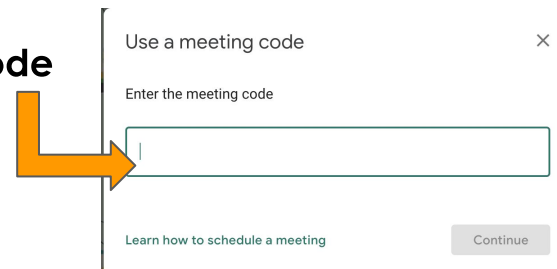 Use a meeting code
ode
Enter the meeting code
Learn how to schedule a meeting
Continue